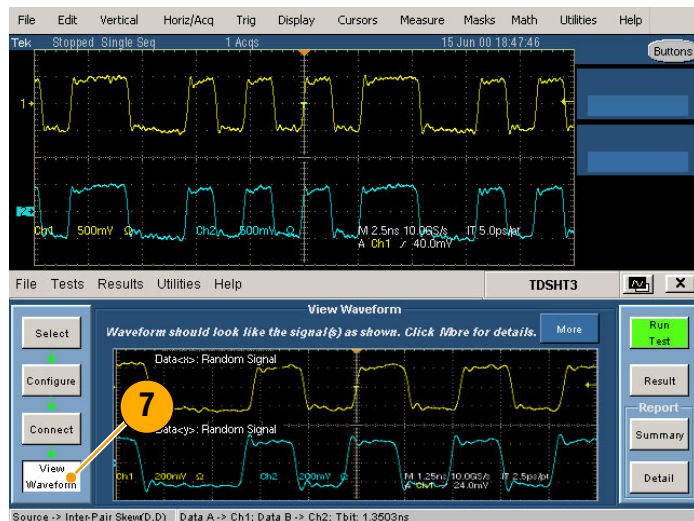 File Edit Vertical Horiz/Acq Trig Display Cursors Measure Masks Math Utilities Help
Tek Stopped Single Seq 1 Acqs 15 Jun 00 18:47:46
Buttons
1
2
Ch1 500mV Ω Ch2 500mV Ω M 2.5ns 10.0GS/s IT 5.0ps/pt
A Ch1 40.0mV
File Tests Results Utilities Help TDSHT3 X
View Waveform
Waveform should look like the signal(s) as shown. Click More for details. More
Select
Configure
Connect
View
Waveform
7
Data<x>: Random Signal
Data<y>: Random Signal
Ch1 200mV Ω Ch2 200mV Ω M 1.25ns 10.0GS/s IT 2.5ps/pt
A Ch1 24.0mV
Run
Test
Result
Report
Summary
Detail
Source -> Inter-Pair Skew(D,D) Data A -> Ch1; Data B -> Ch2; Tbit: 1.3503ns